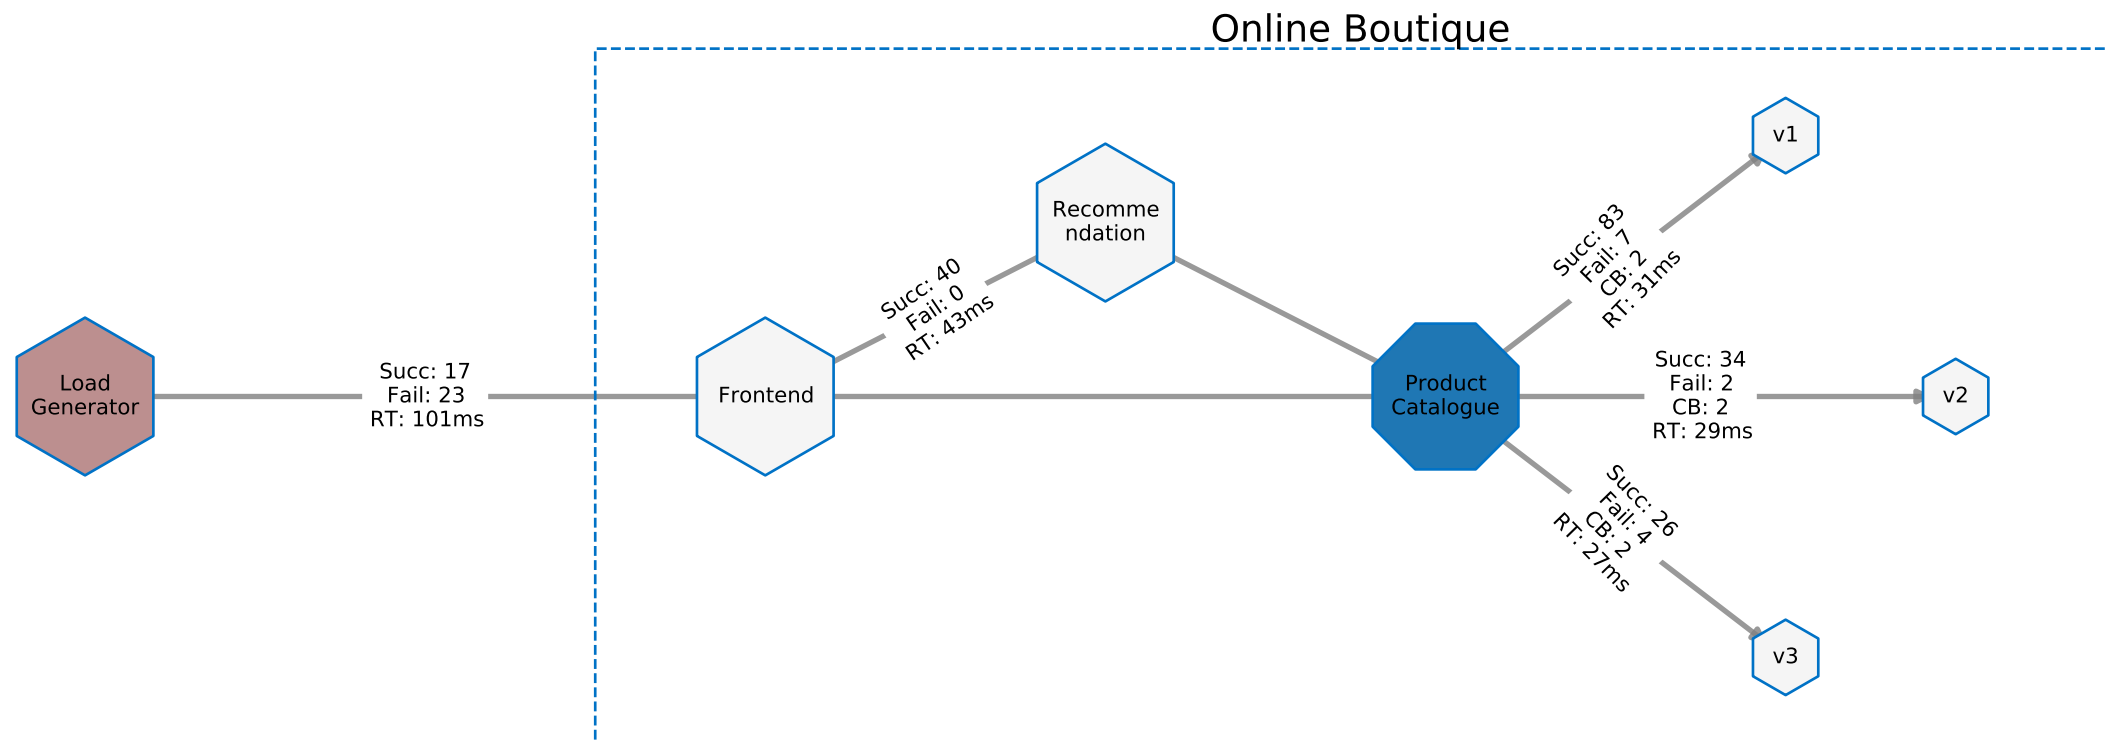 Online Boutique
v1
Recomme
ndation
Succ: 83
Fail: 7
CB: 2
RT: 31ms
Succ: 40
Fail: 0
RT: 43ms
Load
Generator
Succ: 17
Fail: 23
RT: 101ms
Frontend
Product
Catalogue
Succ: 34
Fail: 2
CB: 2
RT: 29ms
v2
Succ: 26
Fail: 4
CB: 2
RT: 27ms
v3